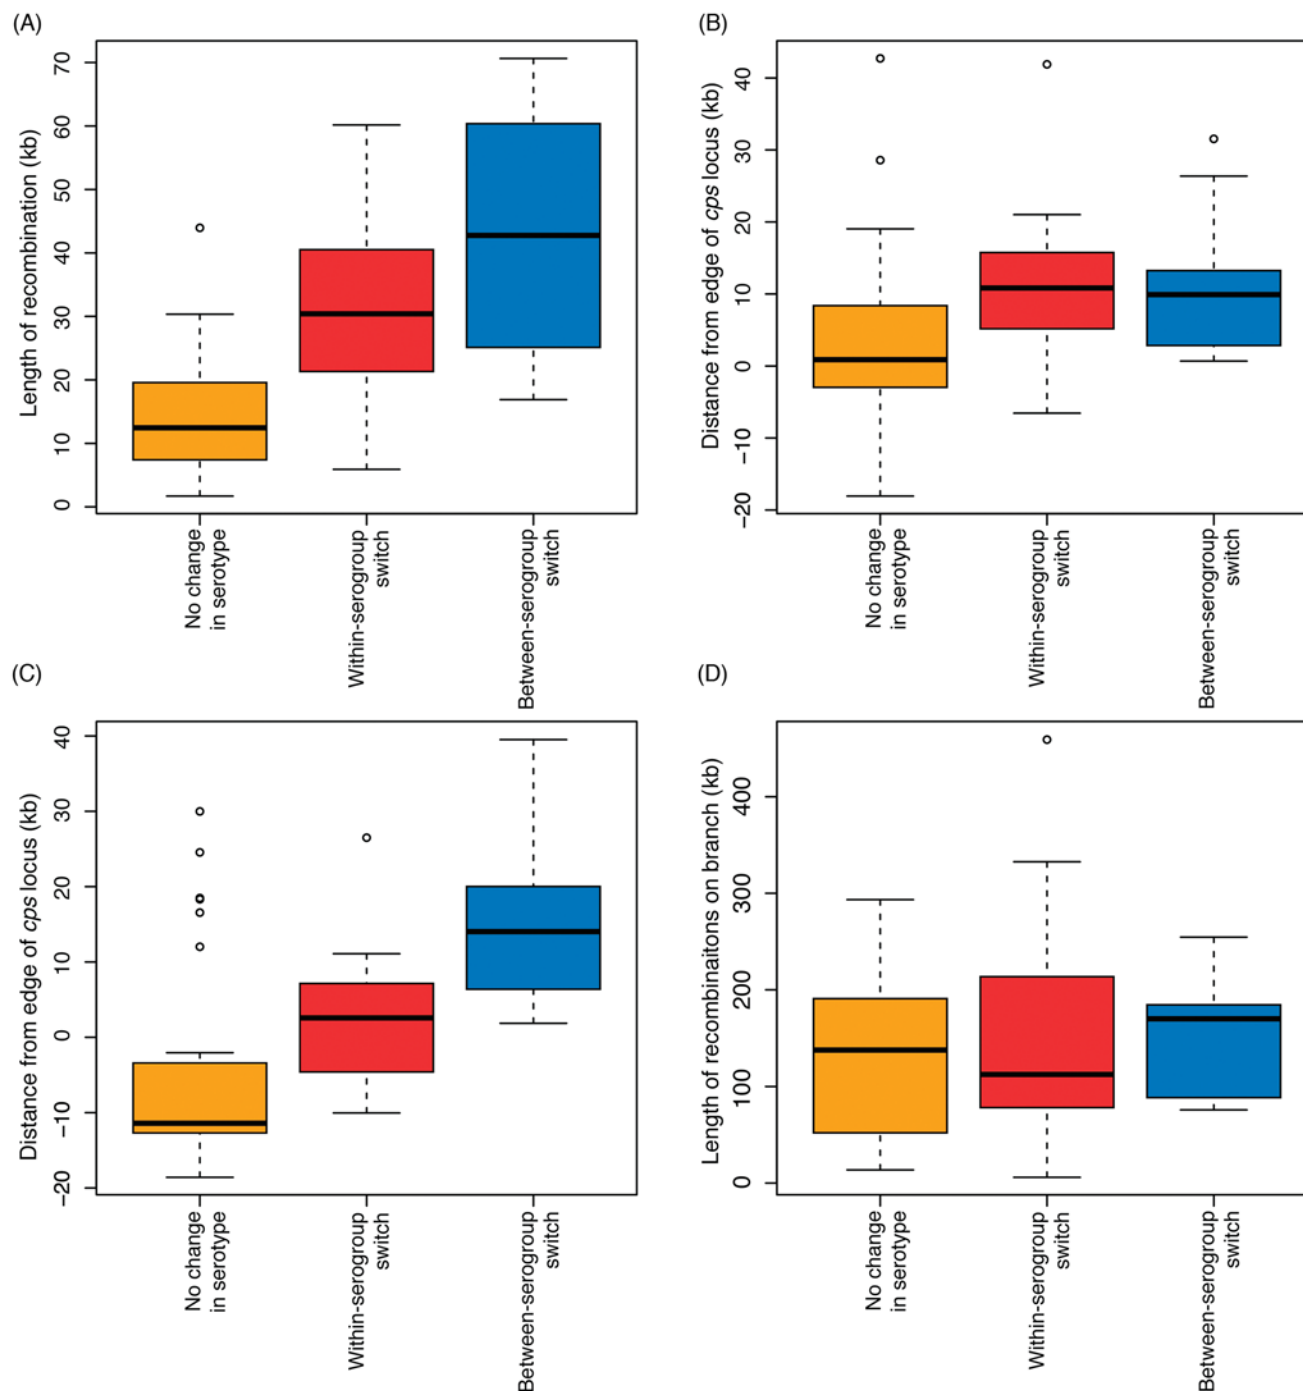 (A)
Length of recombination (kb)
0
10
20
30
40
50
60
70
No change
in serotype
Within-serogroup
switch
Between-serogroup
switch
(B)
Distance from edge of cps locus (kb)
−20
−10
0
10
20
30
40
No change
in serotype
Within-serogroup
switch
Between-serogroup
switch
(C)
Distance from edge of cps locus (kb)
−20
−10
0
10
20
30
40
No change
in serotype
Within-serogroup
switch
Between-serogroup
switch
(D)
Length of recombinaitons on branch (kb)
0
100
200
300
400
No change
in serotype
Within-serogroup
switch
Between-serogroup
switch